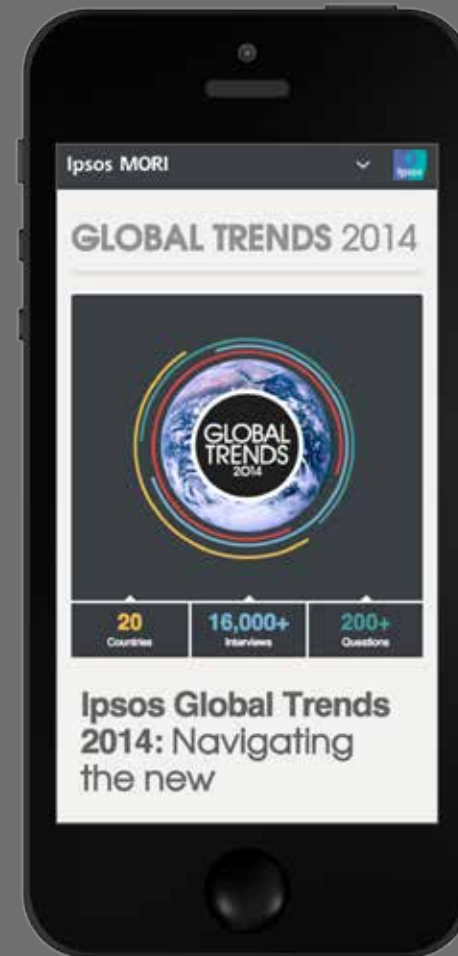 Ipsos MORI
Ipsos
GLOBAL TRENDS 2014
GLOBAL
TRENDS
2014
20
Countries
16,000+
Interviews
200+
Questions
Ipsos Global Trends
2014: Navigating
the new